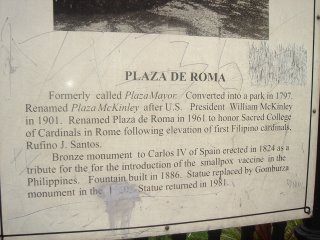 PLAZA DE ROMA
Formerly called Plaza Mayor. Converted into a park in 1797.
Renamed Plaza McKinley after U.S. President William McKinley
in 1901. Renamed Plaza de Roma in 1961 to honor Sacred College
of Cardinals in Rome following elevation of first Filipino cardinals,
Rufino J. Santos.
Bronze monument to Carlos IV of Spain erected in 1824 as a
tribute for the for the introduction of the smallpox vaccine in the
Philippines. Fountain built in 1886. Statue replaced by Gomburza
monument in the Statue returned in 1981.